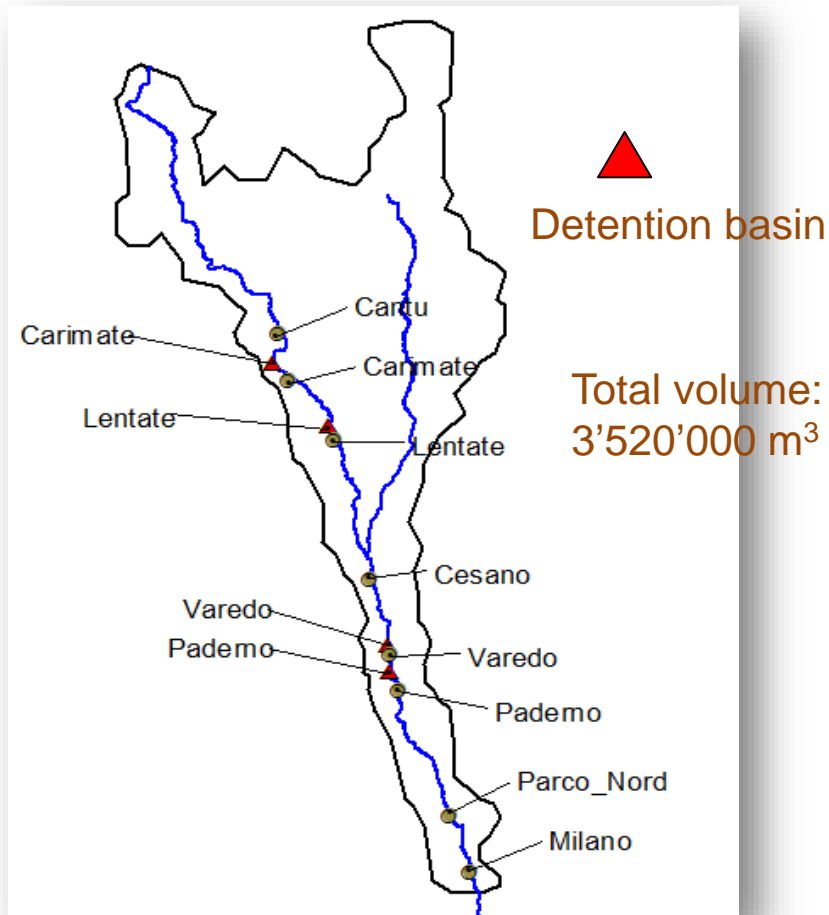 Detention basin
Total volume:
3’520’000 m³
Cantu
Carimate
Carimate
Lentate
Lentate
Cesano
Varedo
Varedo
Paderno
Paderno
Parco_Nord
Milano